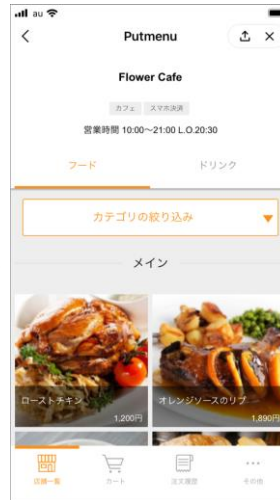 au
Putmenu
Flower Cafe
カフェ スマホ決済
営業時間 10:00〜21:00 L.O.20:30
フード ドリンク
カテゴリの絞り込み
メイン
ローストチキン
1,200円
オレンジソースのリブ
1,890円
店舗一覧 カート 注文履歴 その他